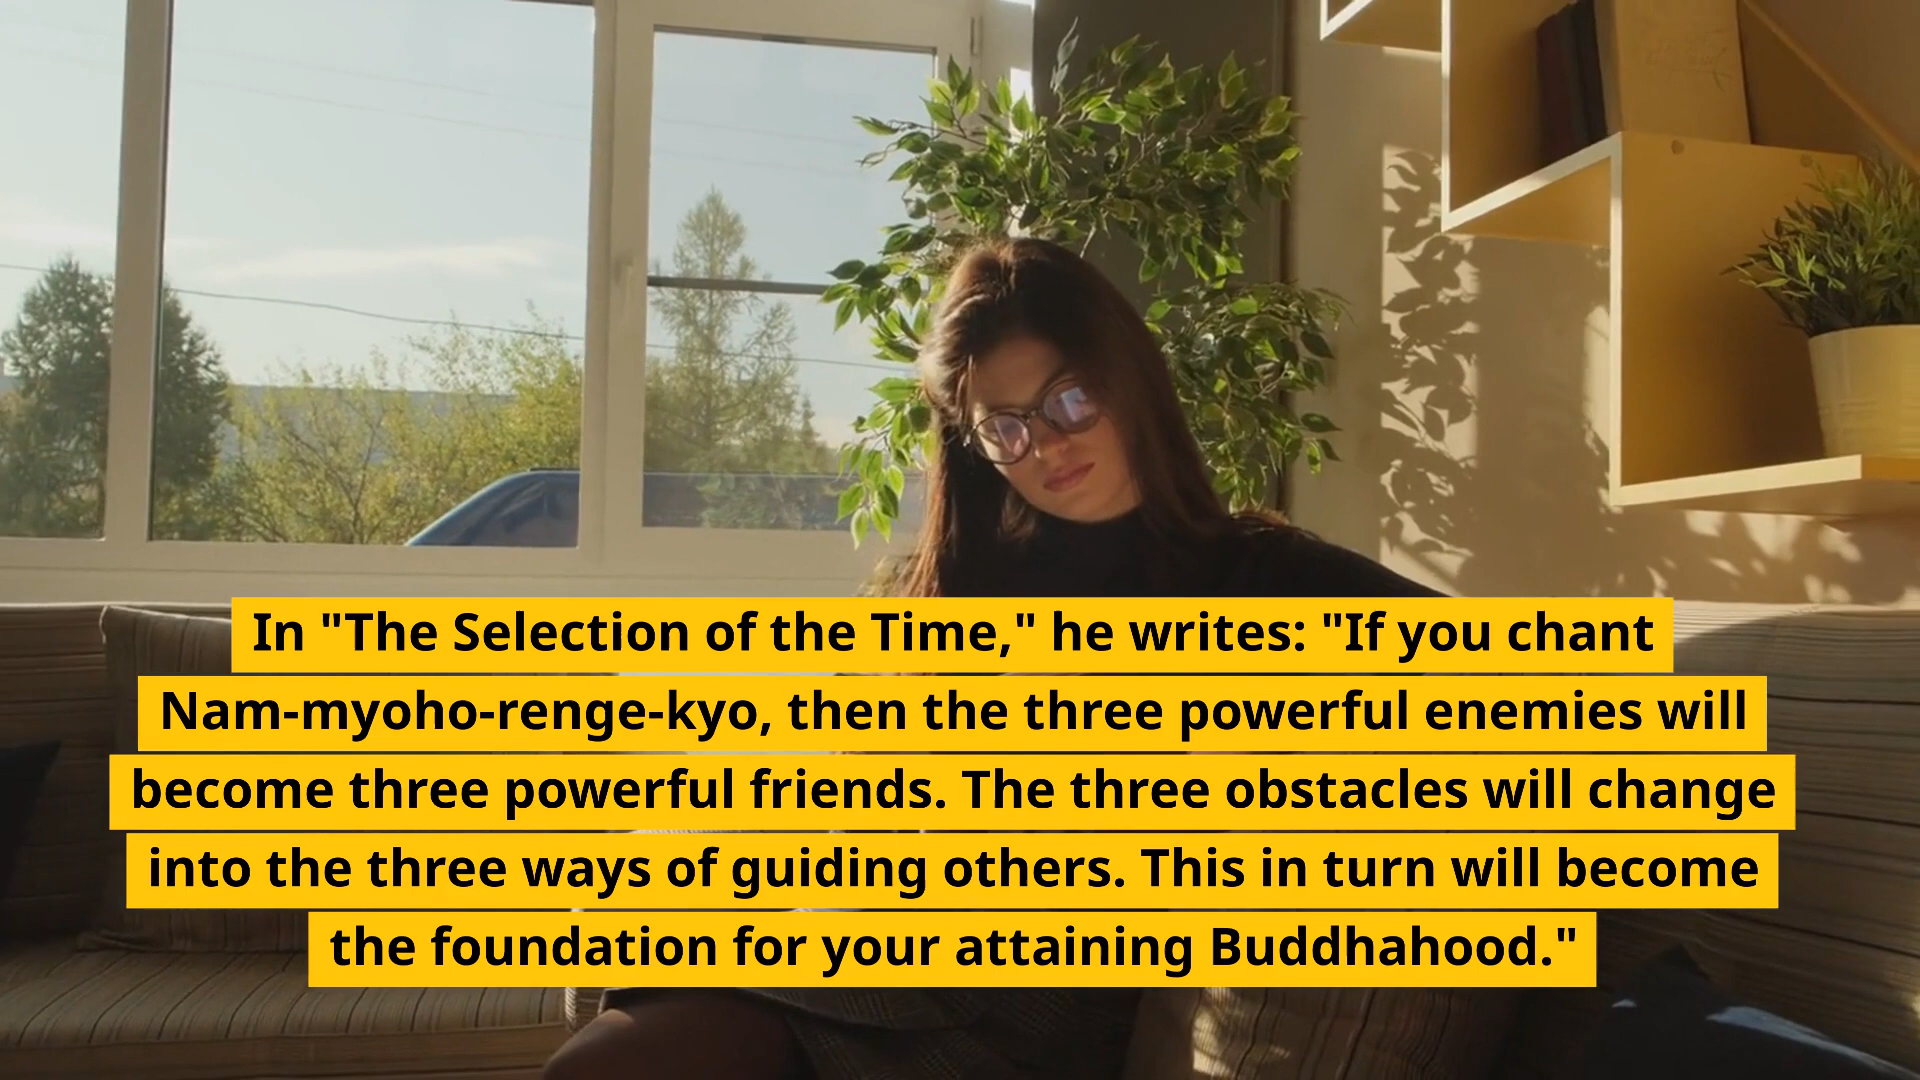 In "The Selection of the Time," he writes: "If you chant
Nam-myoho-renge-kyo, then the three powerful enemies will
become three powerful friends. The three obstacles will change
into the three ways of guiding others. This in turn will become
the foundation for your attaining Buddhahood."